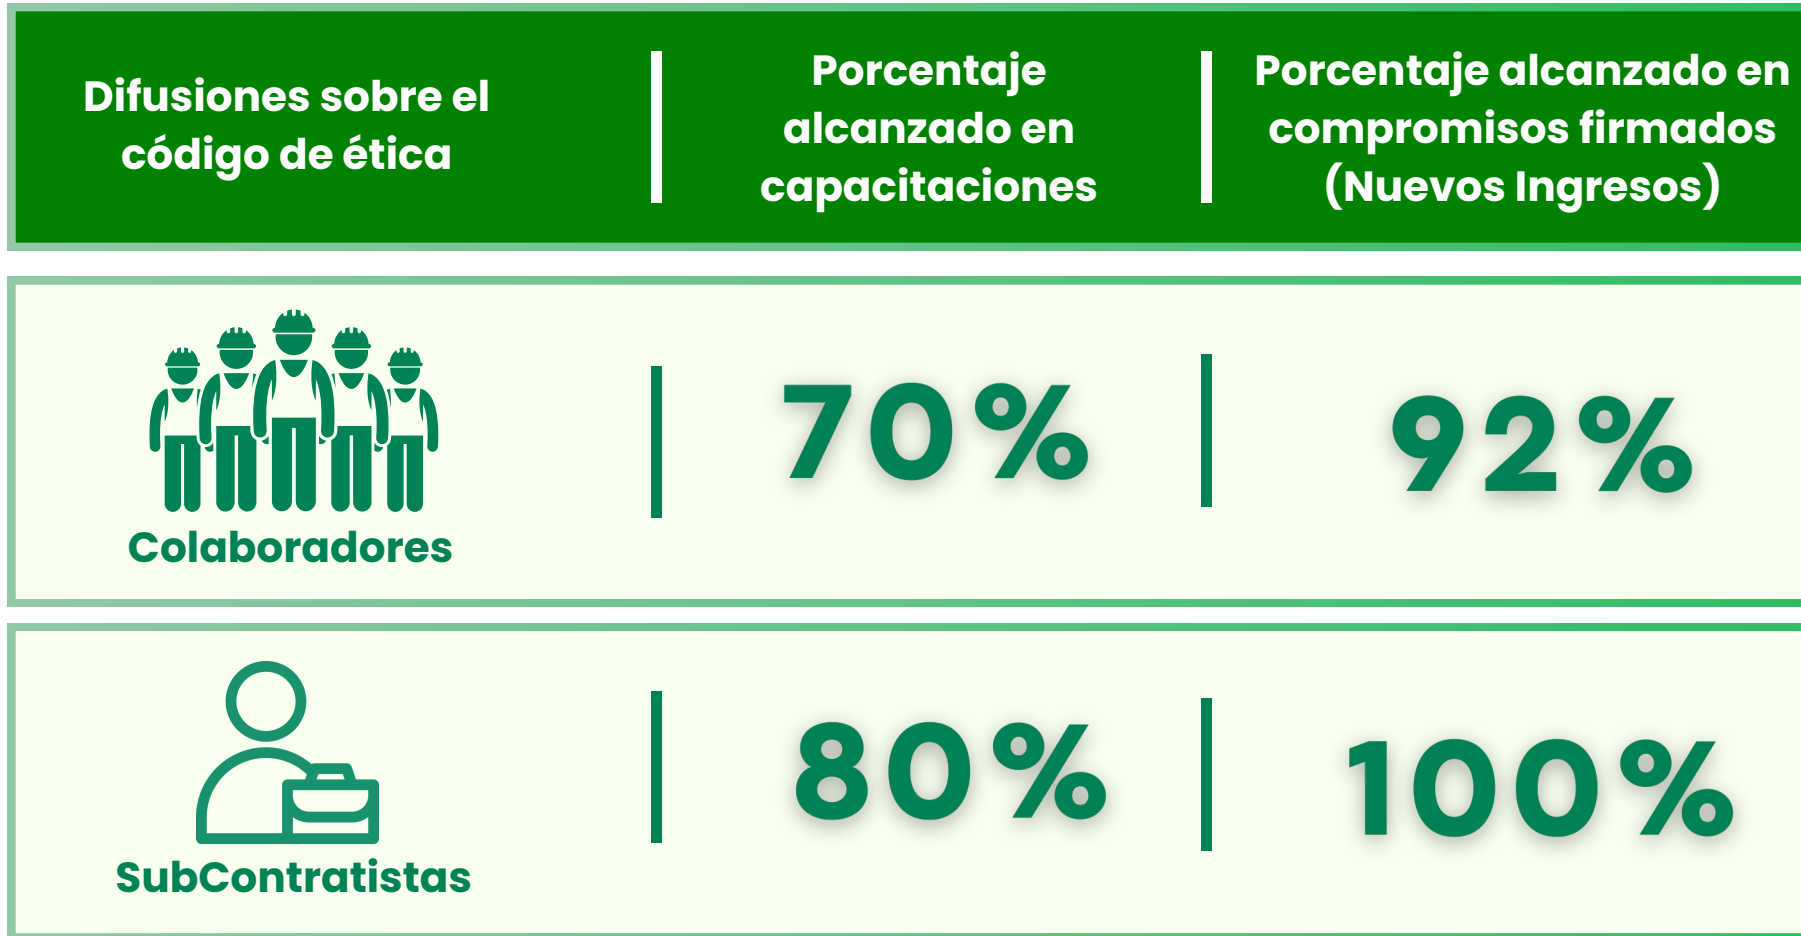 Difusiones sobre el
código de ética
Porcentaje
alcanzado en
capacitaciones
Porcentaje alcanzado en
compromisos firmados
(Nuevos Ingresos)
Colaboradores
70%
92%
SubContratistas
80%
100%